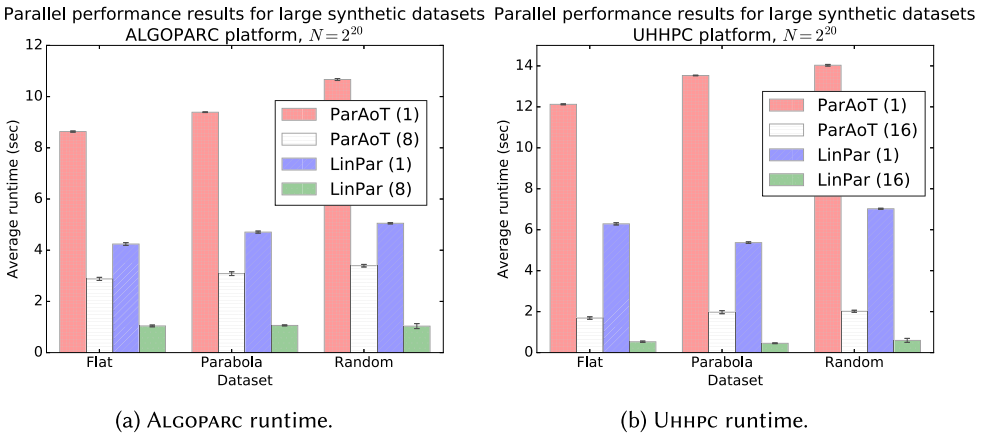 Parallel performance results for large synthetic datasets
ALGOPARC platform, N = 2^20
12
10
8
6
4
2
0
Average runtime (sec)
ParAoT (1)
ParAoT (8)
LinPar (1)
LinPar (8)
Flat Parabola Random
Dataset
(a) ALGOPARC runtime.
Parallel performance results for large synthetic datasets
UHHPC platform, N = 2^20
14
12
10
8
6
4
2
0
Average runtime (sec)
ParAoT (1)
ParAoT (16)
LinPar (1)
LinPar (16)
Flat Parabola Random
Dataset
(b) UHHPC runtime.